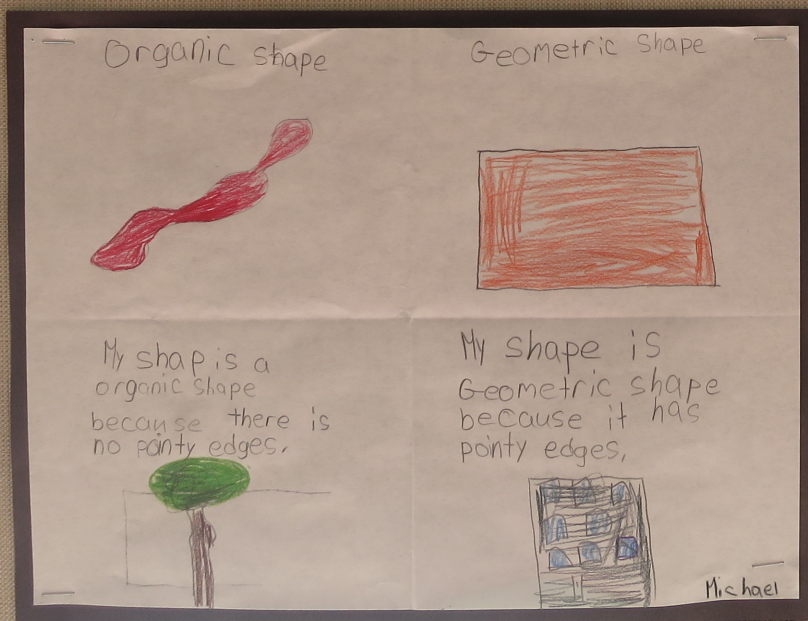 Organic shape
Geometric shape
My shap is a
organic shape
because there is
no pointy edges.
My shape is
Geometric shape
because it has
pointy edges,
Michael